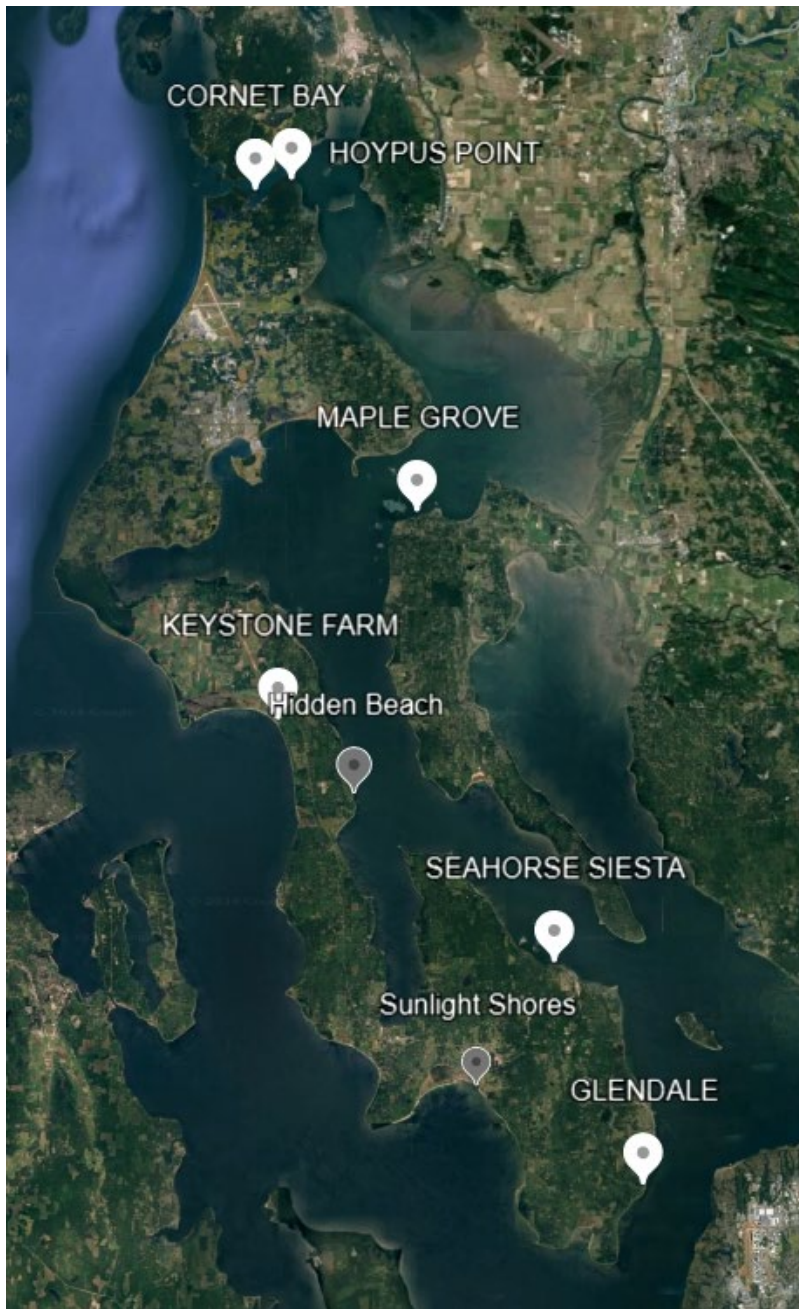 CORNET BAY
HOYPUS POINT
MAPLE GROVE
KEYSTONE FARM
Hidden Beach
SEAHORSE SIESTA
Sunlight Shores
GLENDALE